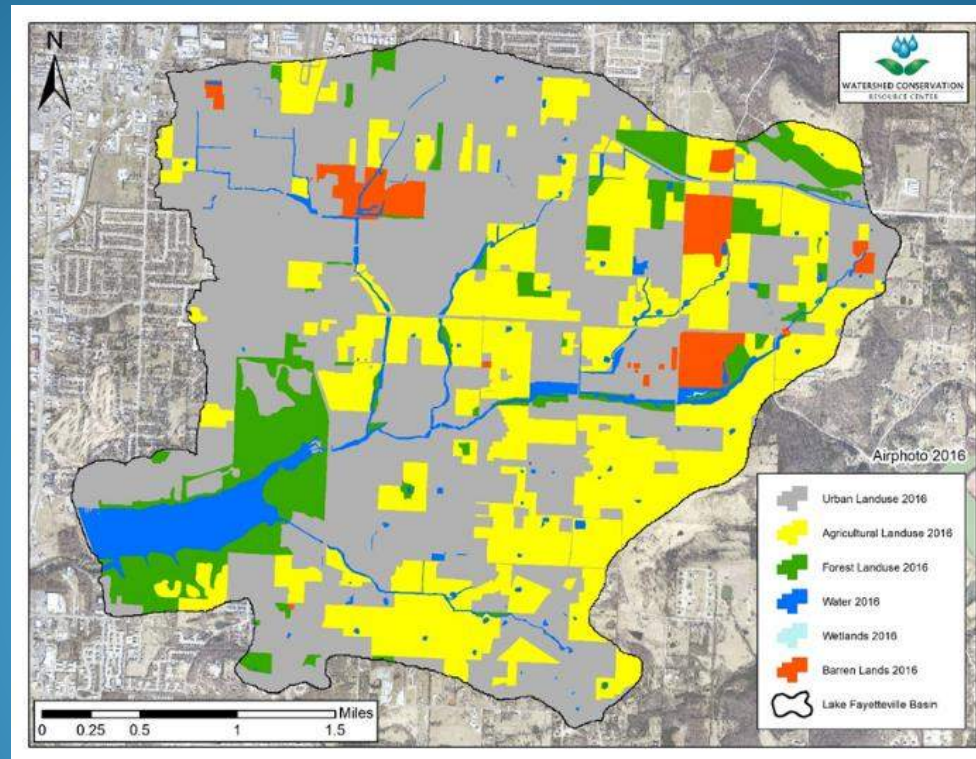 N
WATERSHED CONSERVATION
RESOURCE CENTER
Airphoto 2016
Urban Landuse 2016
Agricultural Landuse 2016
Forest Landuse 2016
Water 2016
Wetlands 2016
Barren Lands 2016
Lake Fayetteville Basin
Miles
0 0.25 0.5 1 1.5